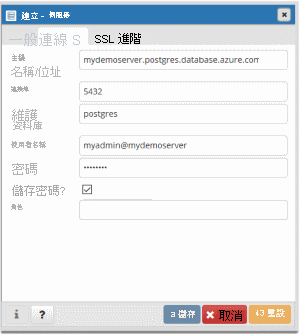 建立 - 伺服器
一般連線 S SSL 進階
主機
名稱/位址
mydemoserver.postgres.database.azure.com
連接埠
5432
維護
資料庫
postgres
使用者名稱
myadmin@mydemoserver
密碼
••••••••
儲存密碼?
角色
i ? 儲存 取消 重設